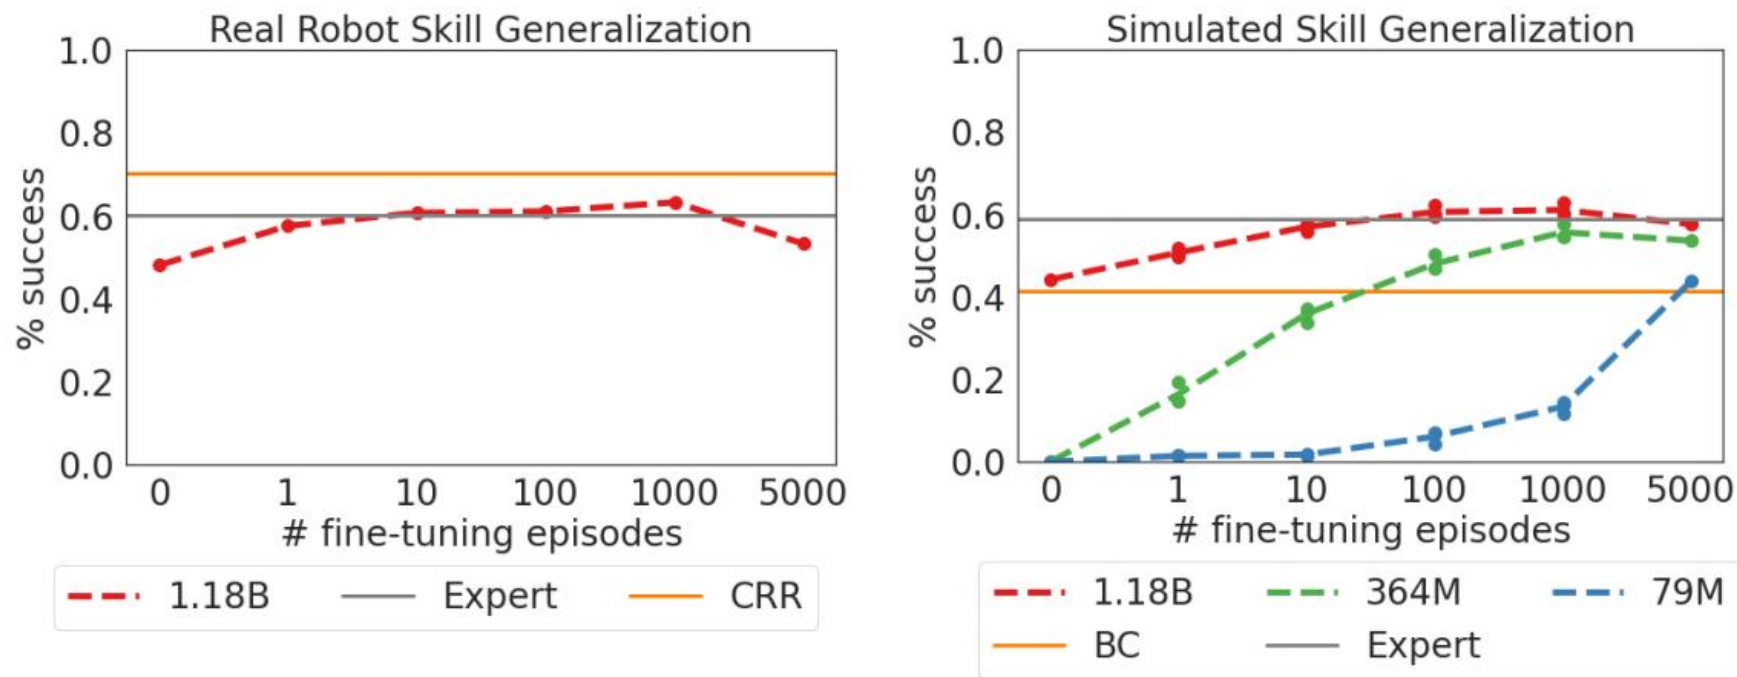 Real Robot Skill Generalization
1.0
0.8
0.6
0.4
0.2
0.0
% success
0 1 10 100 1000 5000
# fine-tuning episodes
1.18B Expert CRR
Simulated Skill Generalization
1.0
0.8
0.6
0.4
0.2
0.0
% success
0 1 10 100 1000 5000
# fine-tuning episodes
1.18B 364M 79M
BC Expert